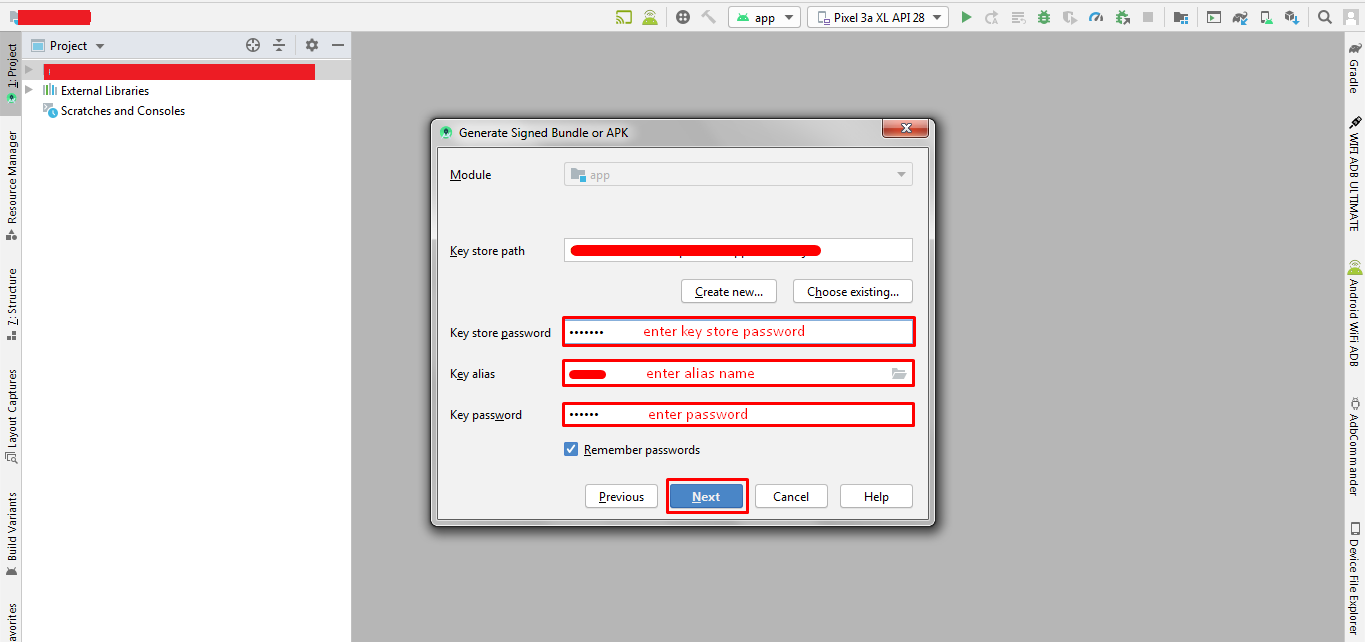 app
Pixel 3a XL API 28
Project
External Libraries
Scratches and Consoles
1: Project
Resource Manager
7: Structure
Layout Captures
Build Variants
avorites
Generate Signed Bundle or APK
Module
app
Key store path
Create new...
Choose existing...
Key store password
••••••• enter key store password
Key alias
enter alias name
Key password
•••••• enter password
Remember passwords
Previous
Next
Cancel
Help
Gradle
WIFI ADB ULTIMATE
Android WiFi ADB
AdbCommander
Device File Explorer